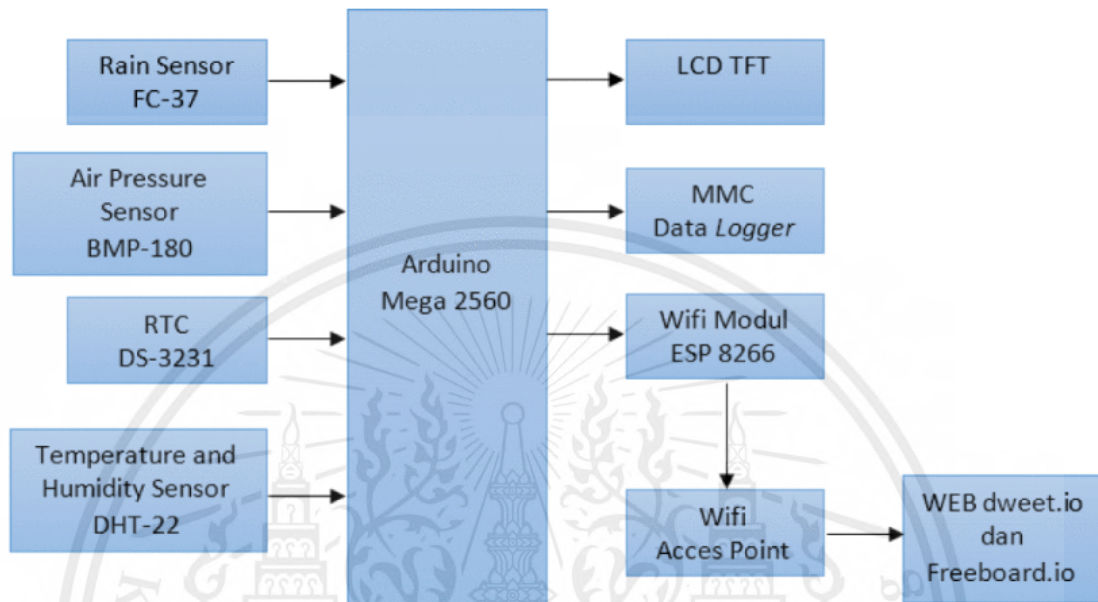 Rain Sensor
FC-37
Air Pressure
Sensor
BMP-180
RTC
DS-3231
Temperature and
Humidity Sensor
DHT-22
Arduino
Mega 2560
LCD TFT
MMC
Data Logger
Wifi Modul
ESP 8266
Wifi
Acces Point
WEB dweet.io
dan
Freeboard.io